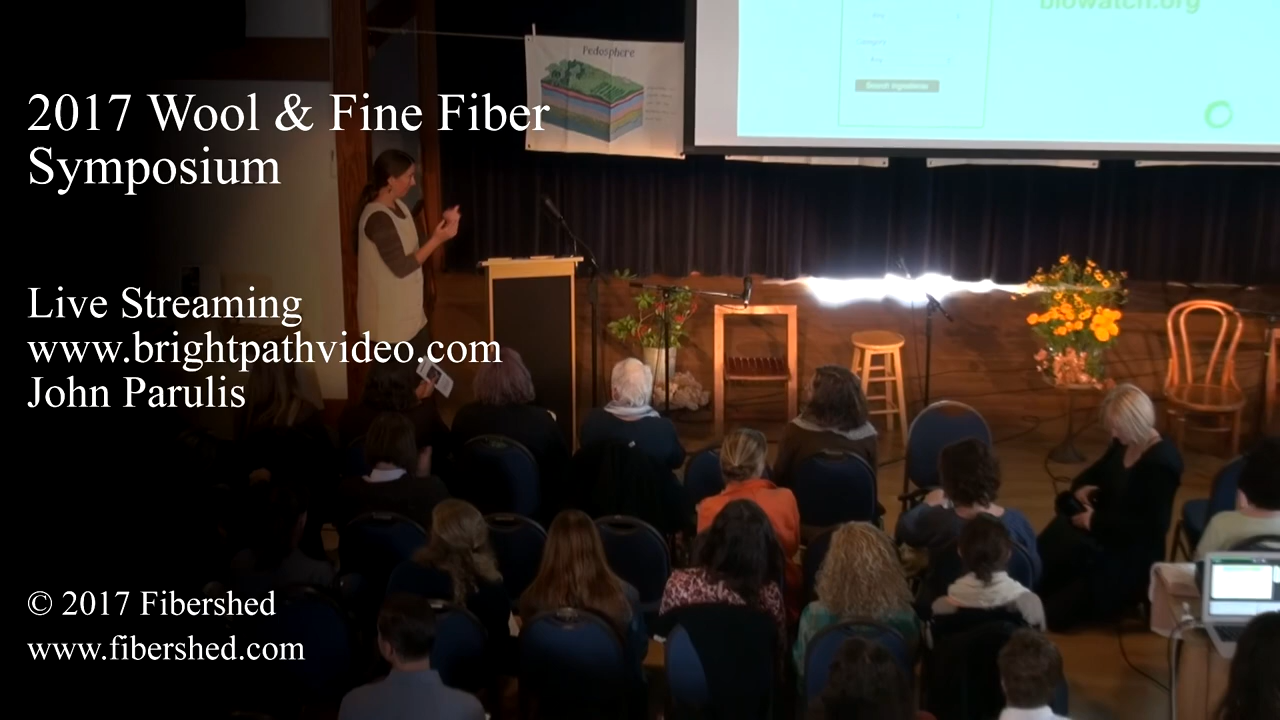 2017 Wool & Fine Fiber
Symposium
Live Streaming
www.brightpathvideo.com
John Parulis
© 2017 Fibershed
www.fibershed.com
Pedosphere
biowatch.org